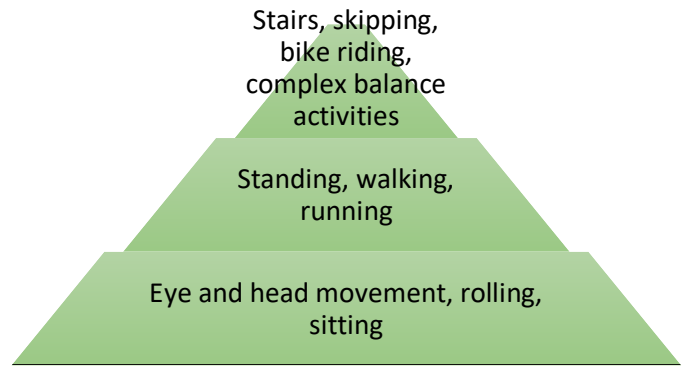 Stairs, skipping,
bike riding,
complex balance
activities
Standing, walking,
running
Eye and head movement, rolling,
sitting